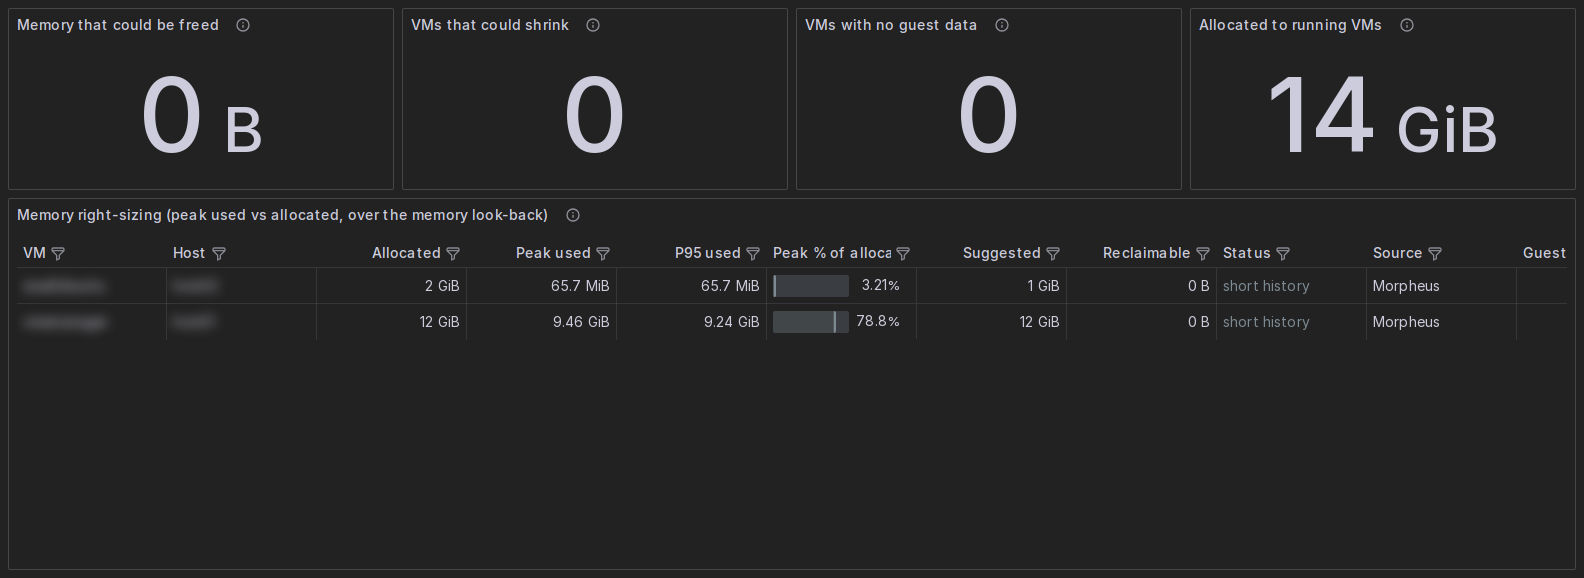 Memory that could be freed
VMs that could shrink
VMs with no guest data
Allocated to running VMs
0 B
0
0
14 GiB
Memory right-sizing (peak used vs allocated, over the memory look-back)
VM Host Allocated Peak used P95 used Peak % of alloca Suggested Reclaimable Status Source Guest
2 GiB 65.7 MiB 65.7 MiB 3.21% 1 GiB 0 B short history Morpheus
12 GiB 9.46 GiB 9.24 GiB 78.8% 12 GiB 0 B short history Morpheus